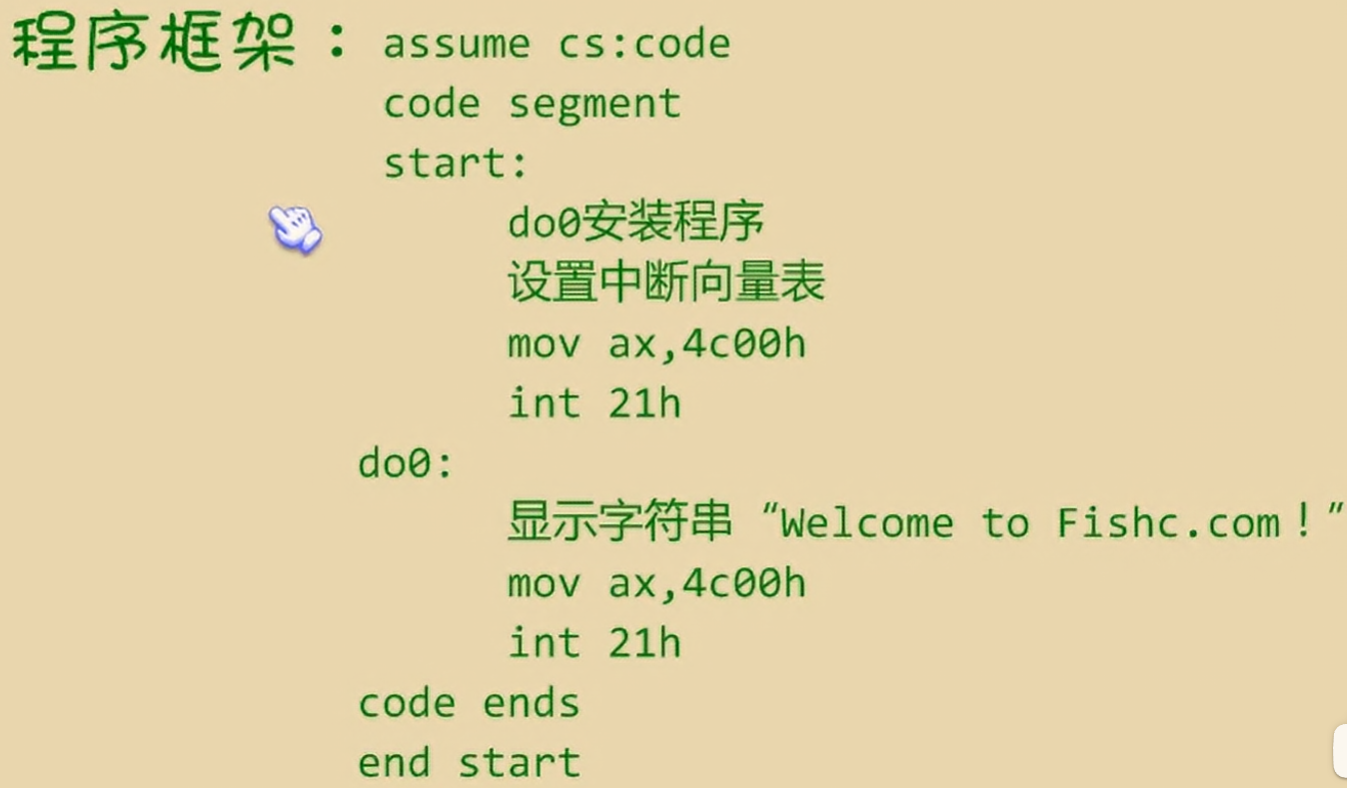 程序框架：assume cs:code
code segment
start:
do0安装程序
设置中断向量表
mov ax,4c00h
int 21h
do0:
显示字符串“Welcome to Fishc.com！”
mov ax,4c00h
int 21h
code ends
end start